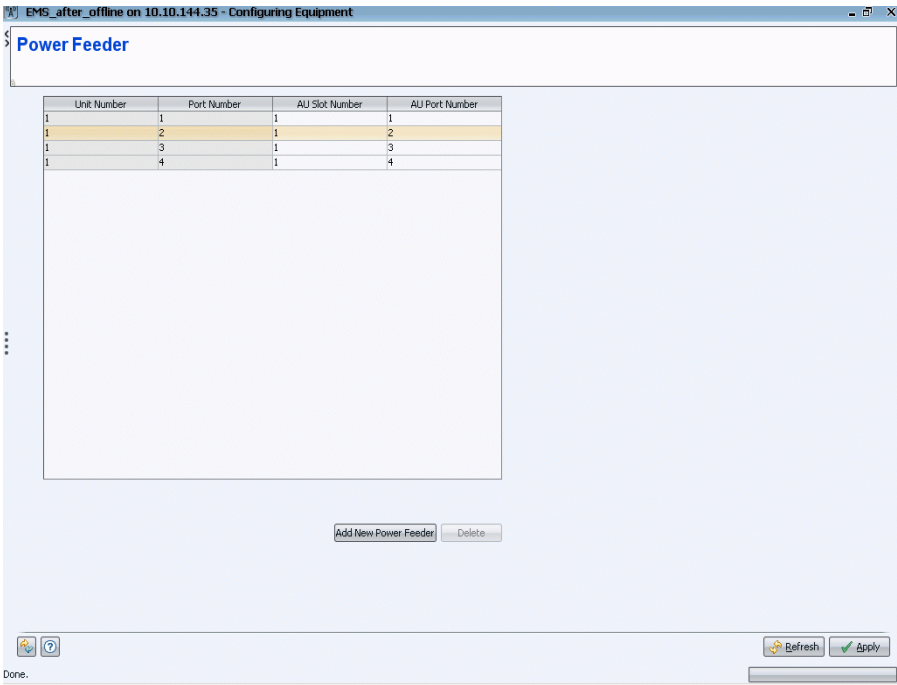 EMS_after_offline on 10.10.144.35 - Configuring Equipment
Power Feeder
Unit Number Port Number AU Slot Number AU Port Number
1 1 1 1
1 2 1 2
1 3 1 3
1 4 1 4
Add New Power Feeder Delete
Refresh Apply
Done.